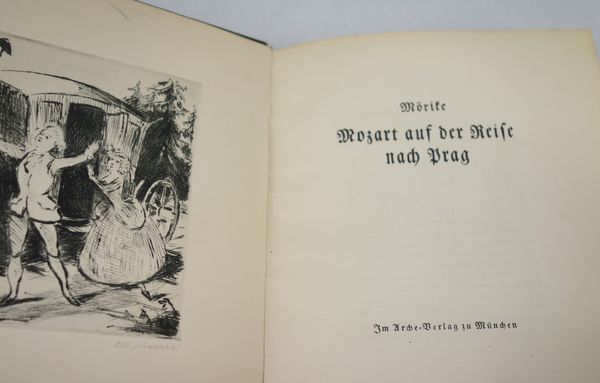 Mörike
Mozart auf der Reise
nach Prag
Im Arche-Verlag zu München